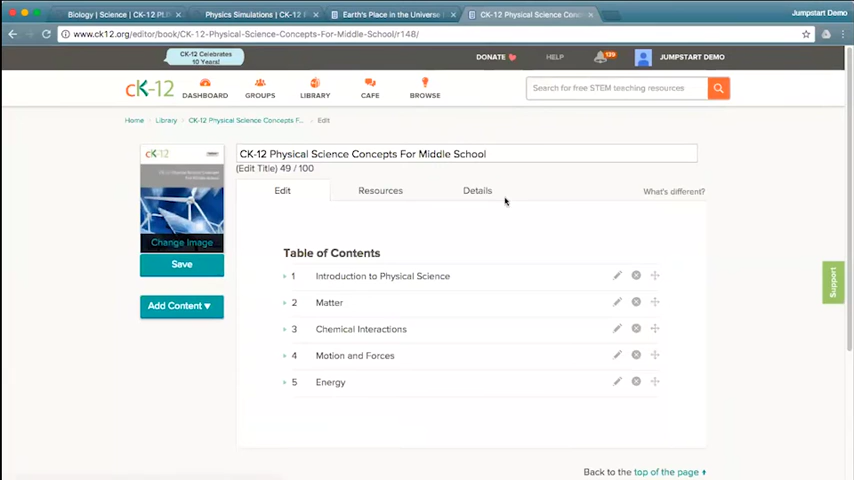 Jumpstart Demo
Biology | Science | CK-12 Pl
Physics Simulations | CK-12 F
Earth's Place in the Universe
CK-12 Physical Science Conc
www.ck12.org/editor/book/CK-12-Physical-Science-Concepts-For-Middle-School/r148/
CK-12 Celebrates
10 Years!
DONATE
HELP
JUMPSTART DEMO
cK-12
DASHBOARD
GROUPS
LIBRARY
CAFE
BROWSE
Search for free STEM teaching resources
Home
Library
CK-12 Physical Science Concepts F...
Edit
cK-12
CK-12 Physical Science Concepts For Middle School
(Edit Title) 49 / 100
Edit
Resources
Details
What's different?
Change Image
Save
Add Content ▼
Table of Contents
1 Introduction to Physical Science
2 Matter
3 Chemical Interactions
4 Motion and Forces
5 Energy
Support
Back to the top of the page